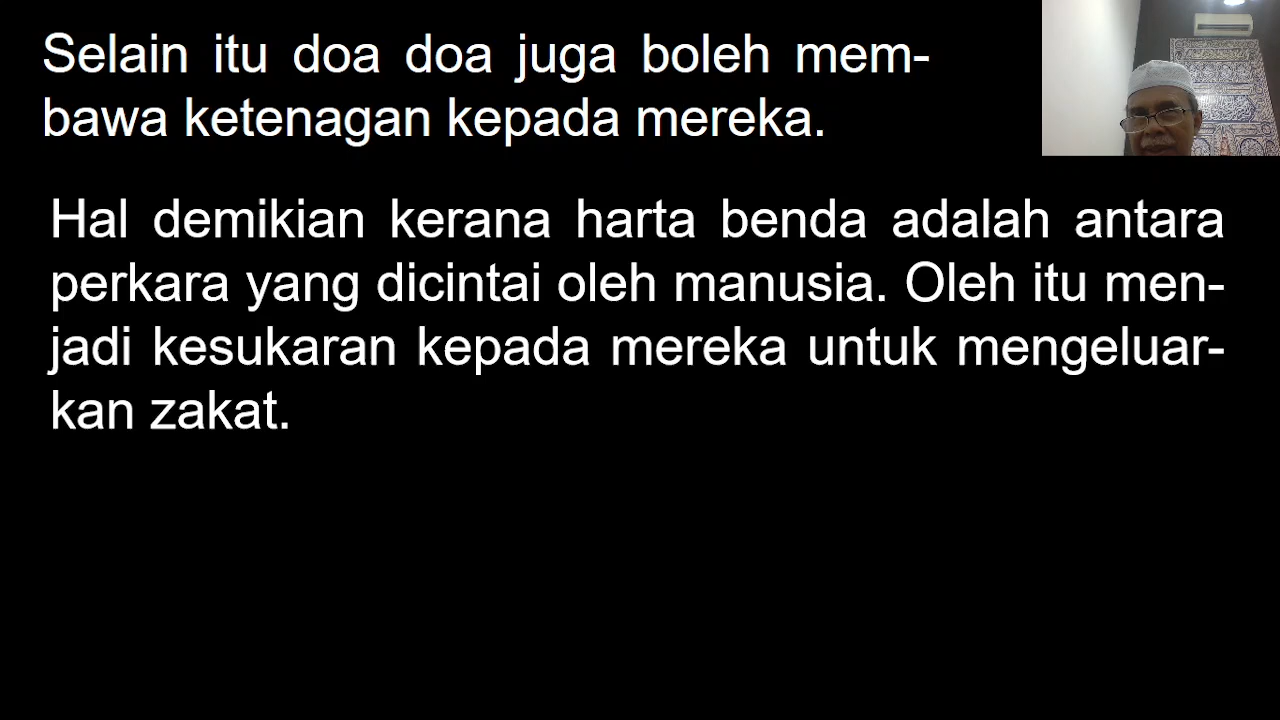 Selain itu doa doa juga boleh mem-
bawa ketenagan kepada mereka.
Hal demikian kerana harta benda adalah antara
perkara yang dicintai oleh manusia. Oleh itu men-
jadi kesukaran kepada mereka untuk mengeluar-
kan zakat.